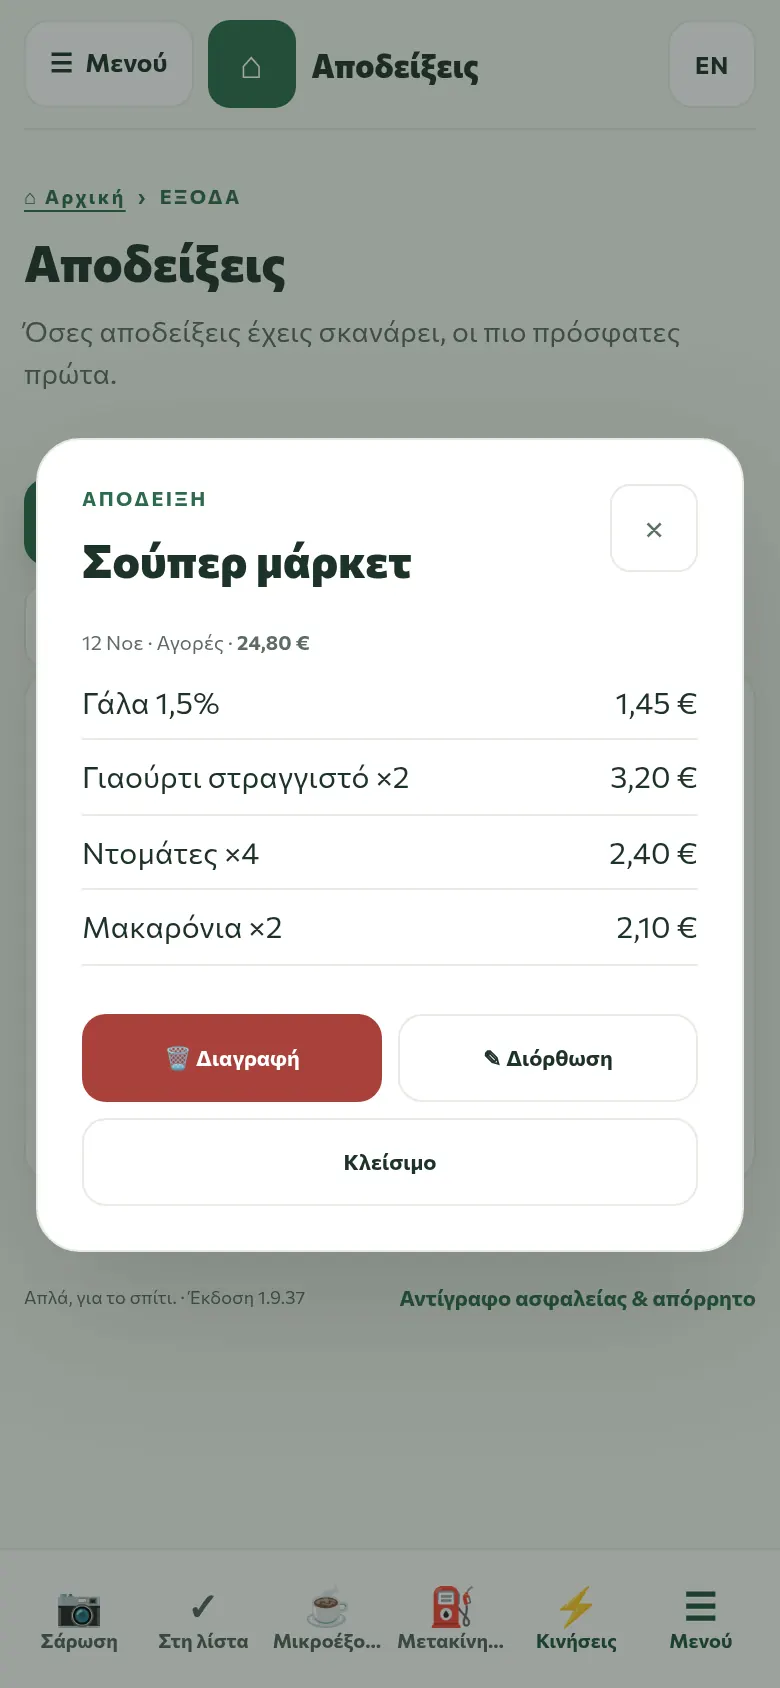 ☰ Μενού
⌂
Αποδείξεις
EN
⌂ Αρχική › ΕΞΟΔΑ
Αποδείξεις
Όσες αποδείξεις έχεις σκανάρει, οι πιο πρόσφατες
πρώτα.
ΑΠΟΔΕΙΞΗ
×
Σούπερ μάρκετ
12 Νοε · Αγορές · 24,80 €
Γάλα 1,5% 1,45 €
Γιαούρτι στραγγιστό ×2 3,20 €
Ντομάτες ×4 2,40 €
Μακαρόνια ×2 2,10 €
🗑️ Διαγραφή
✎ Διόρθωση
Κλείσιμο
Απλά, για το σπίτι. · Έκδοση 1.9.37
Αντίγραφο ασφαλείας & απόρρητο
Σάρωση
Στη λίστα
Μικροέξο...
Μετακίνη...
Κινήσεις
Μενού